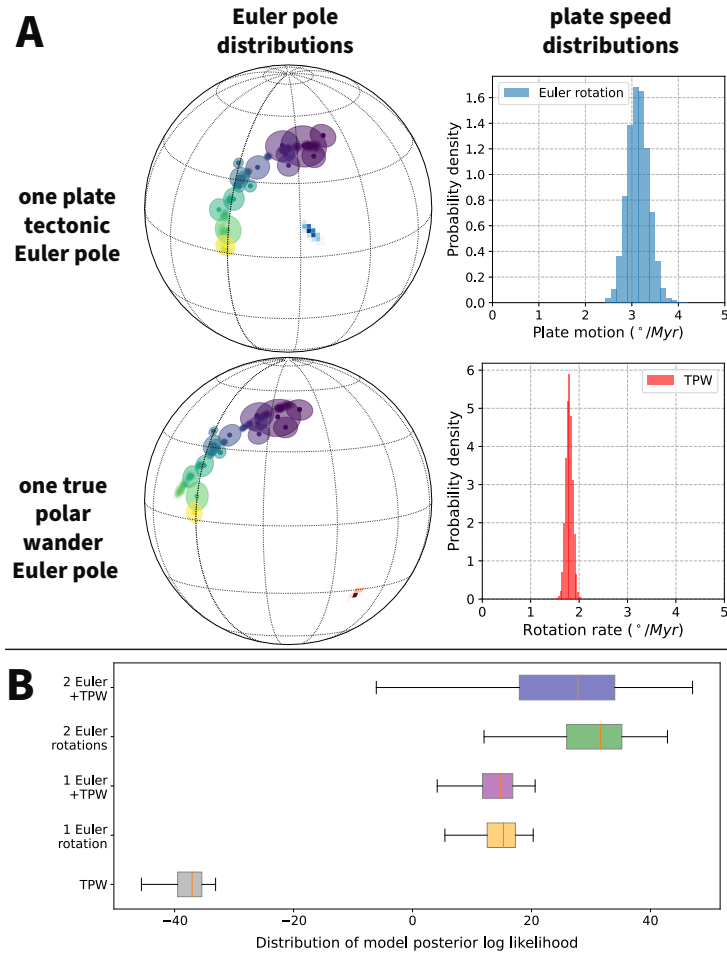 A
Euler pole
distributions
plate speed
distributions
one plate
tectonic
Euler pole
Euler rotation
Probability density
0.0
0.2
0.4
0.6
0.8
1.0
1.2
1.4
1.6
0 1 2 3 4 5
Plate motion (°/Myr)
one true
polar
wander
Euler pole
TPW
Probability density
0
1
2
3
4
5
6
0 1 2 3 4 5
Rotation rate (°/Myr)
B
2 Euler
+TPW
2 Euler
rotations
1 Euler
+TPW
1 Euler
rotation
TPW
−40 −20 0 20 40
Distribution of model posterior log likelihood